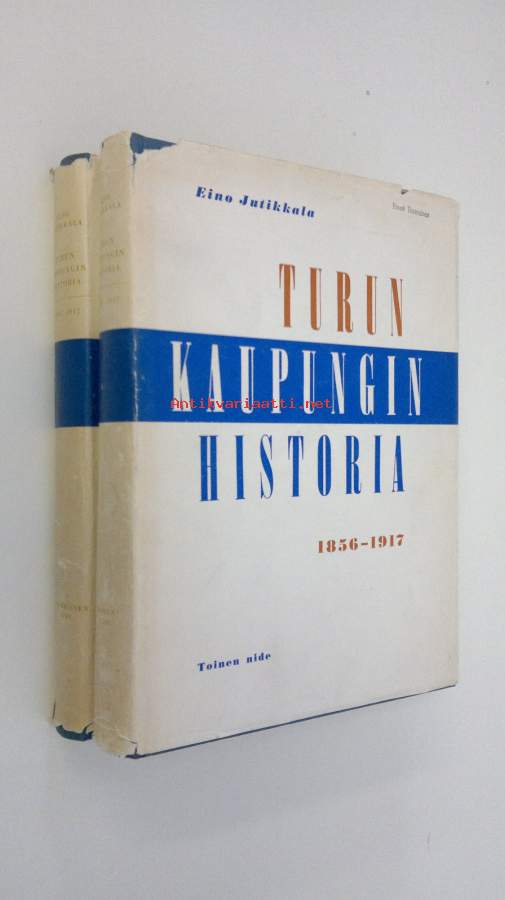 Eino Jutikkala
TURUN
KAUPUNGIN
Antikvariaatti.net
HISTORIA
1856-1917
Toinen nide